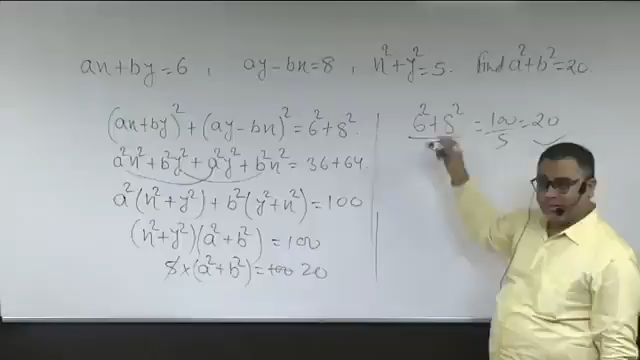 an+by=6 , ay-bn=8 , n²+y²=5. Find a²+b²=20.
(an+by)²+(ay-bn)²=6²+8².
a²n²+b²y²+a²y²+b²n²=36+64.
a²(n²+y²)+b²(y²+n²)=100
(n²+y²)(a²+b²)=100
5×(a²+b²)=100 20
6²+8² =100/5=20